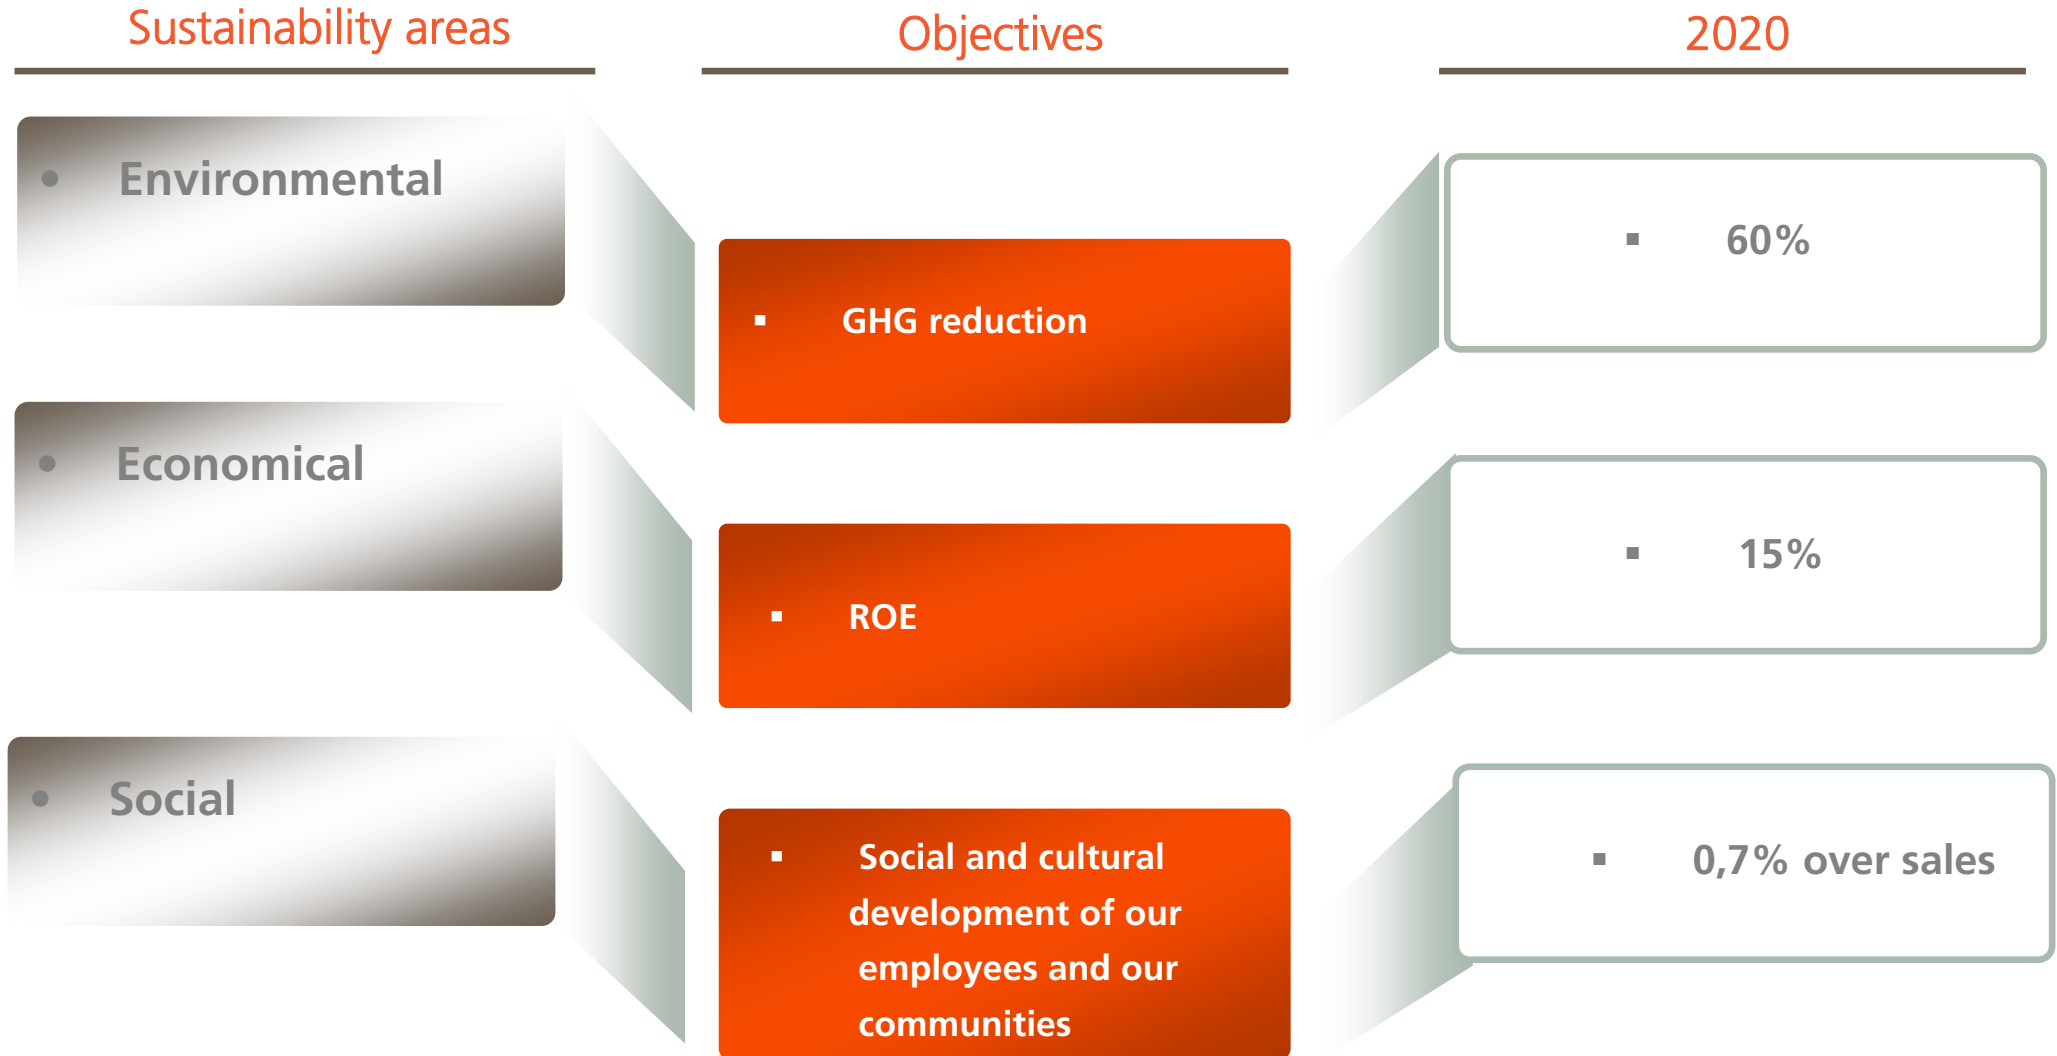 Sustainability areas
Objectives
2020
• Environmental
▪ GHG reduction
▪ 60%
• Economical
▪ ROE
▪ 15%
• Social
▪ Social and cultural
development of our
employees and our
communities
▪ 0,7% over sales